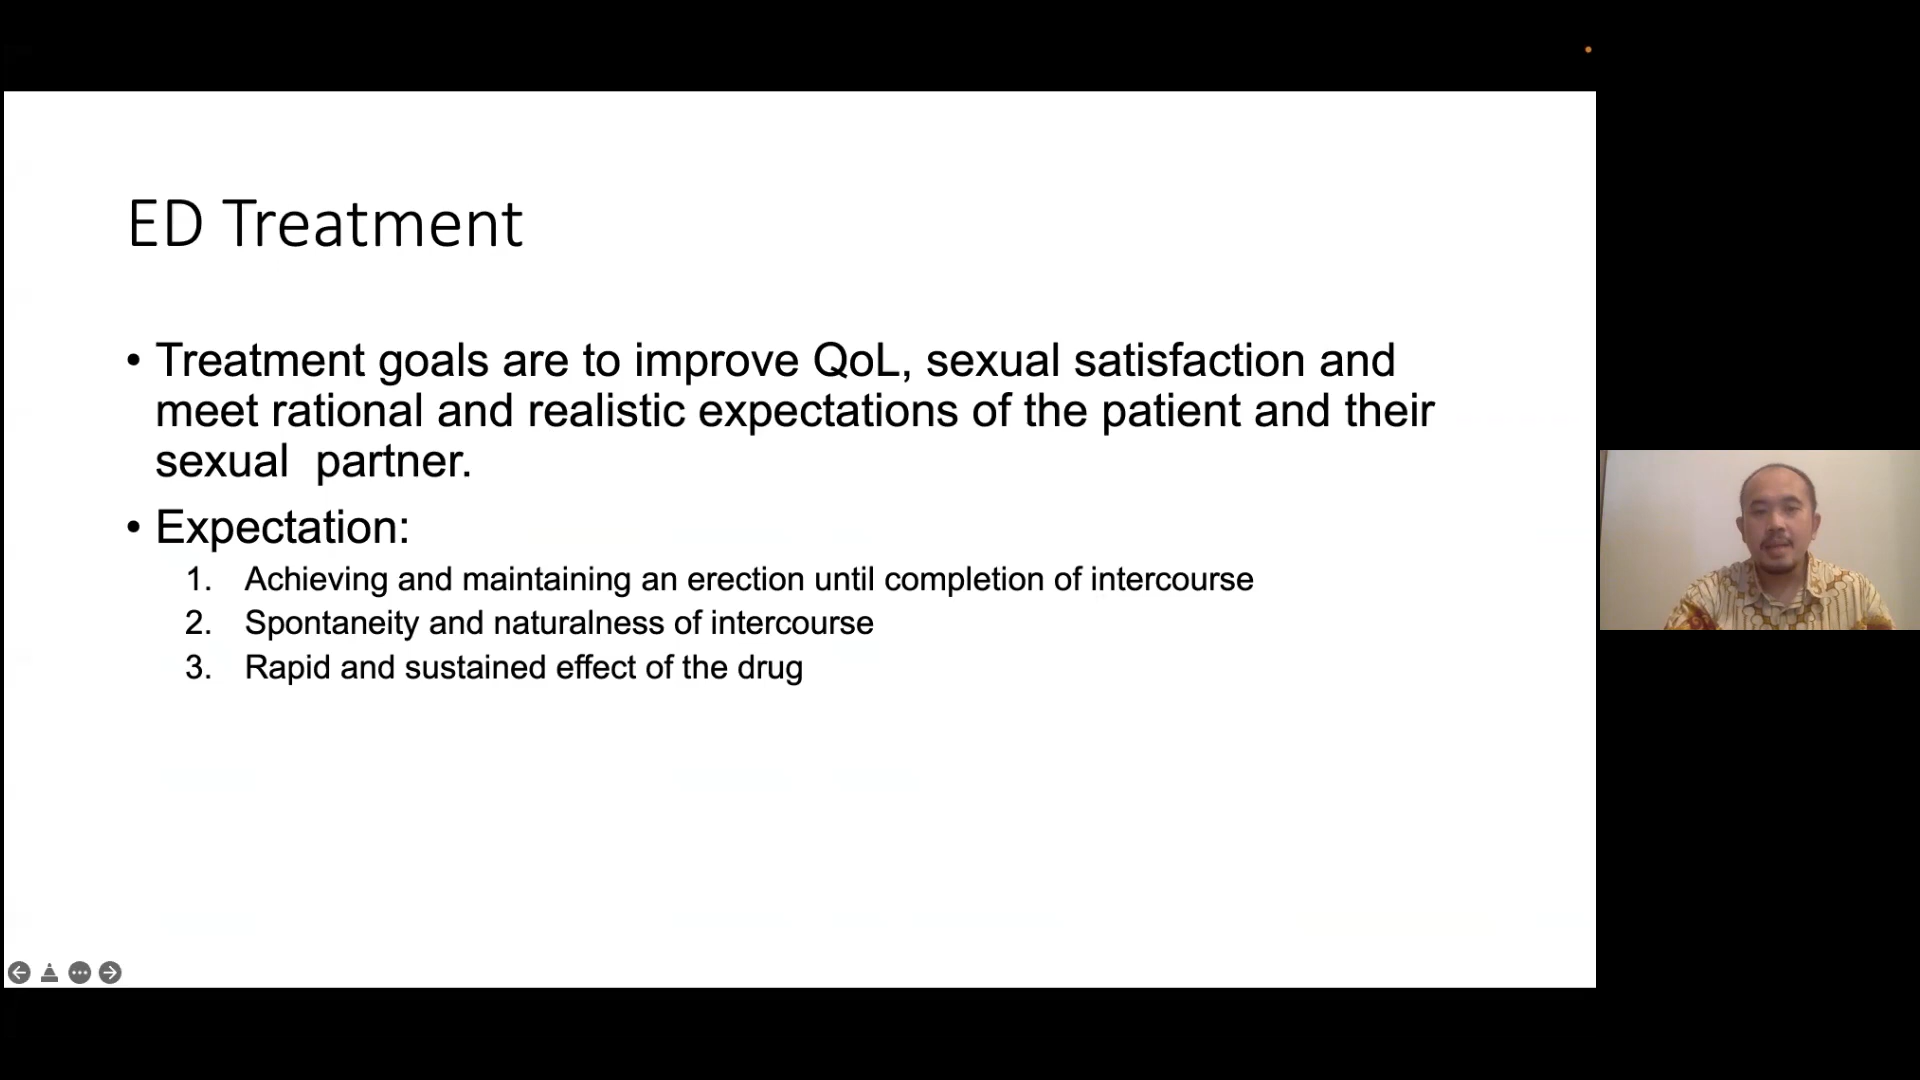 ED Treatment
• Treatment goals are to improve QoL, sexual satisfaction and
meet rational and realistic expectations of the patient and their
sexual  partner.
• Expectation:
1. Achieving and maintaining an erection until completion of intercourse
2. Spontaneity and naturalness of intercourse
3. Rapid and sustained effect of the drug